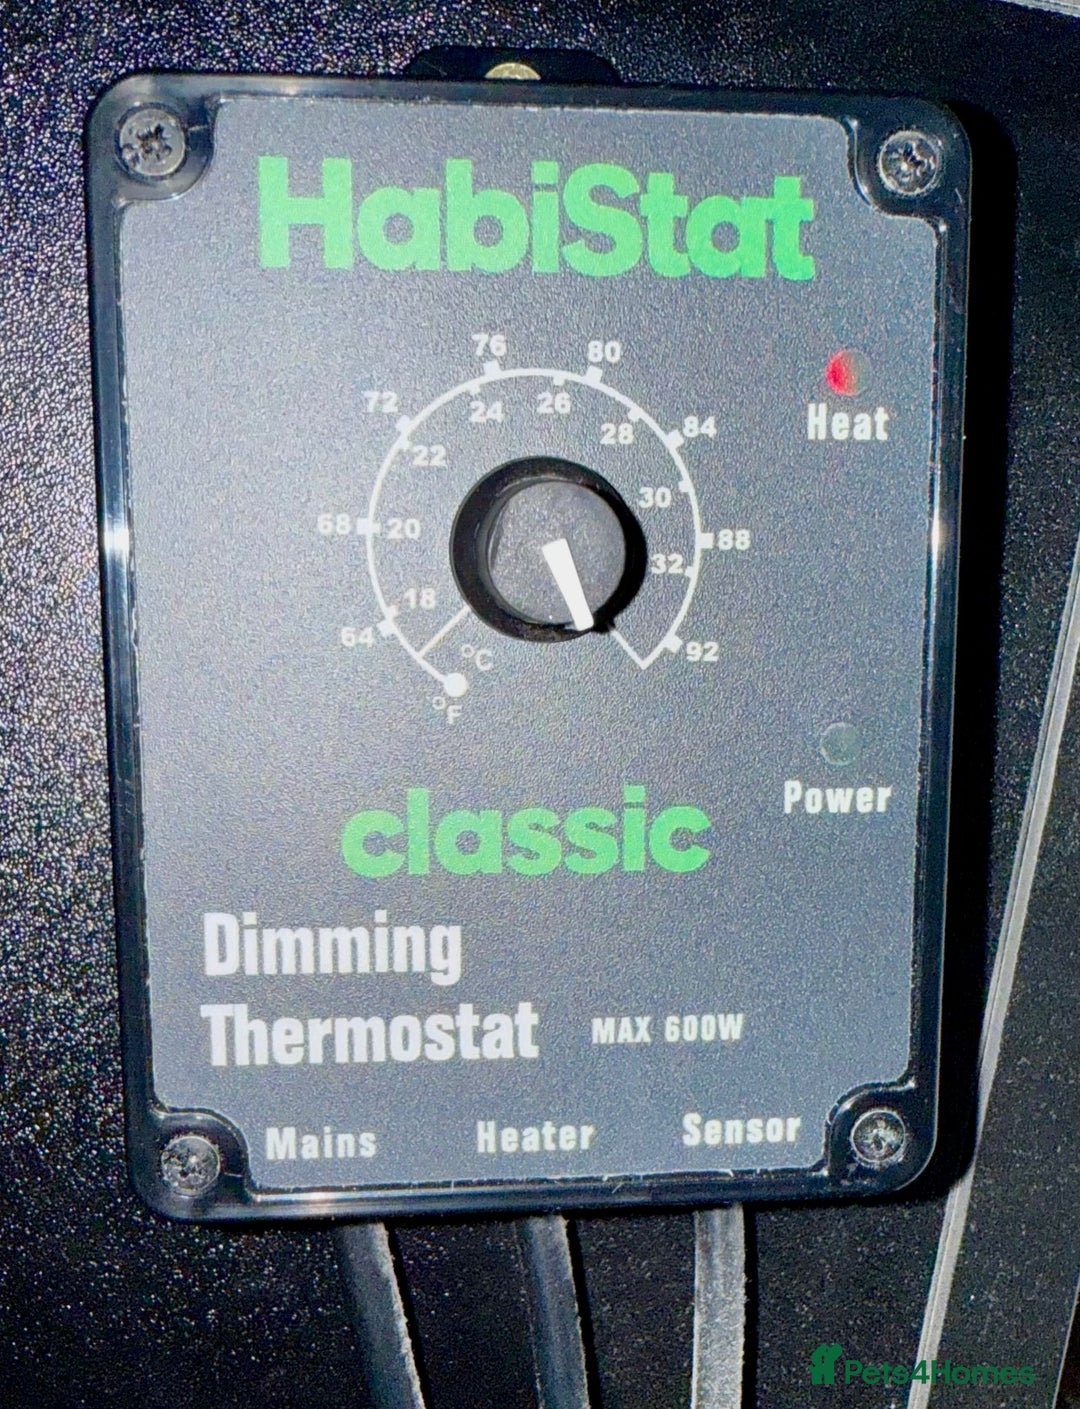 HabiStat
76
80
72
24
26
84
28
22
Heat
30
68
20
88
32
18
64
92
°C
°F
Power
classic
Dimming
Thermostat
MAX 600W
Mains
Heater
Sensor
Pets4Homes